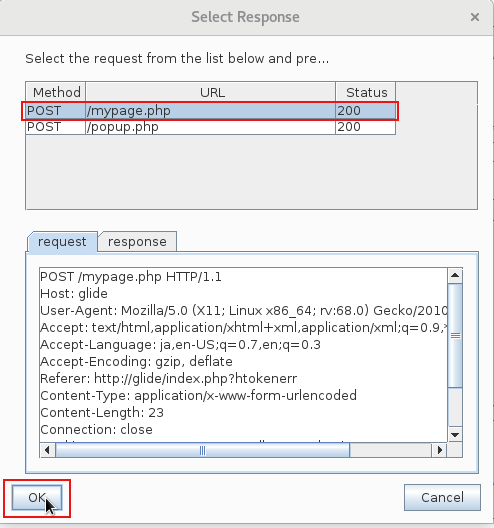 Select Response
Select the request from the list below and pre...
Method URL Status
POST /mypage.php 200
POST /popup.php 200
request response
POST /mypage.php HTTP/1.1
Host: glide
User-Agent: Mozilla/5.0 (X11; Linux x86_64; rv:68.0) Gecko/2010
Accept: text/html,application/xhtml+xml,application/xml;q=0.9,*
Accept-Language: ja,en-US;q=0.7,en;q=0.3
Accept-Encoding: gzip, deflate
Referer: http://glide/index.php?htokenerr
Content-Type: application/x-www-form-urlencoded
Content-Length: 23
Connection: close
OK Cancel